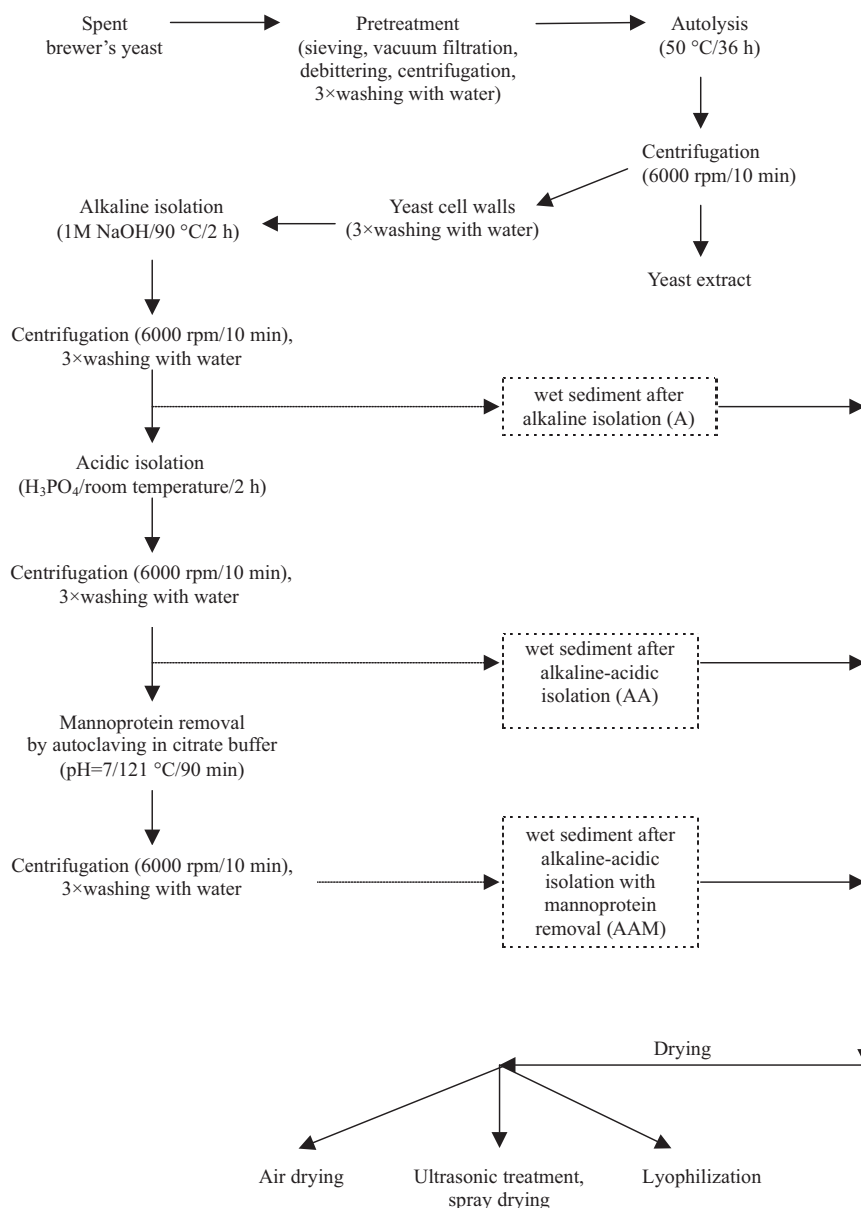 Spent
brewer's yeast
Pretreatment
(sieving, vacuum filtration,
debittering, centrifugation,
3×washing with water)
Autolysis
(50 °C/36 h)
Centrifugation
(6000 rpm/10 min)
Alkaline isolation
(1M NaOH/90 °C/2 h)
Yeast cell walls
(3×washing with water)
Yeast extract
Centrifugation (6000 rpm/10 min),
3×washing with water
wet sediment after
alkaline isolation (A)
Acidic isolation
(H₃PO₄/room temperature/2 h)
Centrifugation (6000 rpm/10 min),
3×washing with water
wet sediment after
alkaline-acidic
isolation (AA)
Mannoprotein removal
by autoclaving in citrate buffer
(pH=7/121 °C/90 min)
Centrifugation (6000 rpm/10 min),
3×washing with water
wet sediment after
alkaline-acidic
isolation with
mannoprotein
removal (AAM)
Drying
Air drying
Ultrasonic treatment,
spray drying
Lyophilization